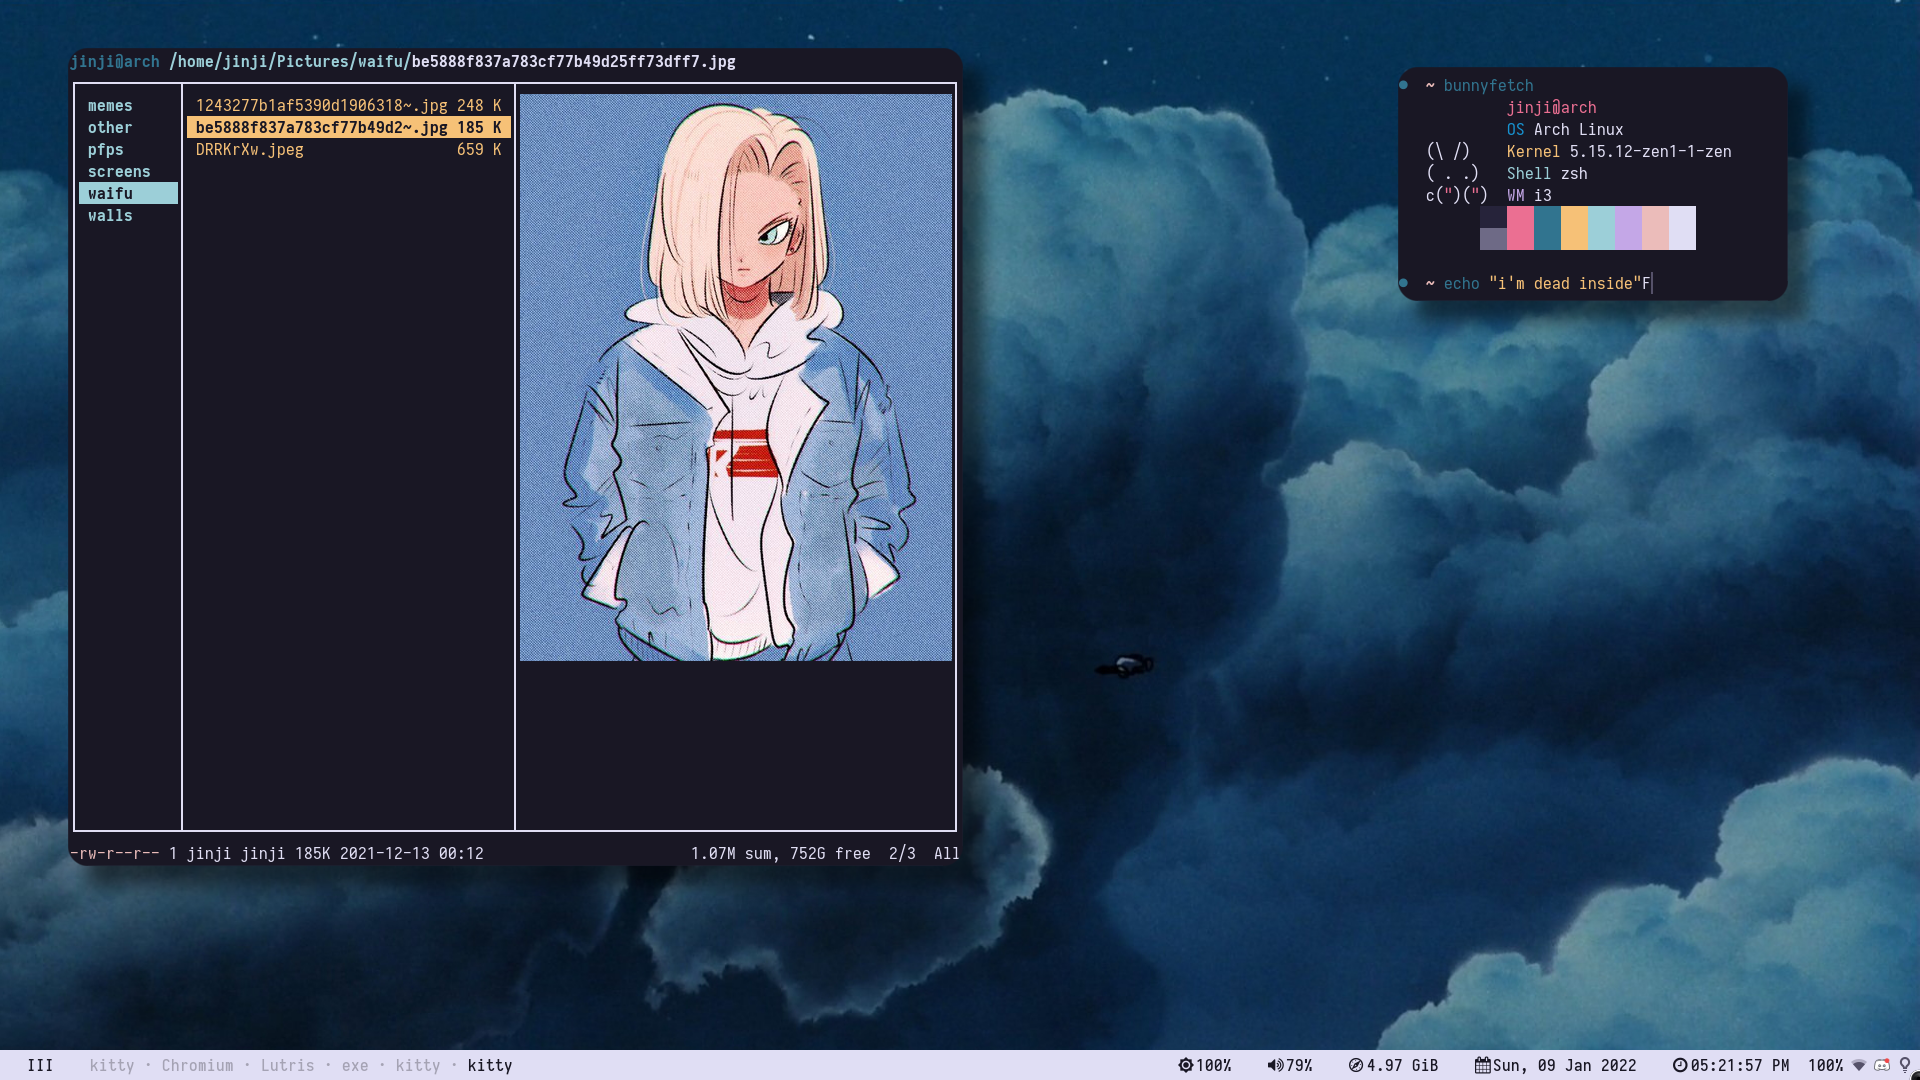 jinji@arch /home/jinji/Pictures/waifu/be5888f837a783cf77b49d25ff73dff7.jpg
memes
other
pfps
screens
waifu
walls
1243277b1af5390d1906318~.jpg 248 K
be5888f837a783cf77b49d2~.jpg 185 K
DRRKrXw.jpeg 659 K
-rw-r--r-- 1 jinji jinji 185K 2021-12-13 00:12 1.07M sum, 752G free 2/3 All
~ bunnyfetch
jinji@arch
OS Arch Linux
(\ /) Kernel 5.15.12-zen1-1-zen
( . .) Shell zsh
c(")(") WM i3
~ echo "i'm dead inside"F
III kitty · Chromium · Lutris · exe · kitty · kitty 100% 79% 4.97 GiB Sun, 09 Jan 2022 05:21:57 PM 100%